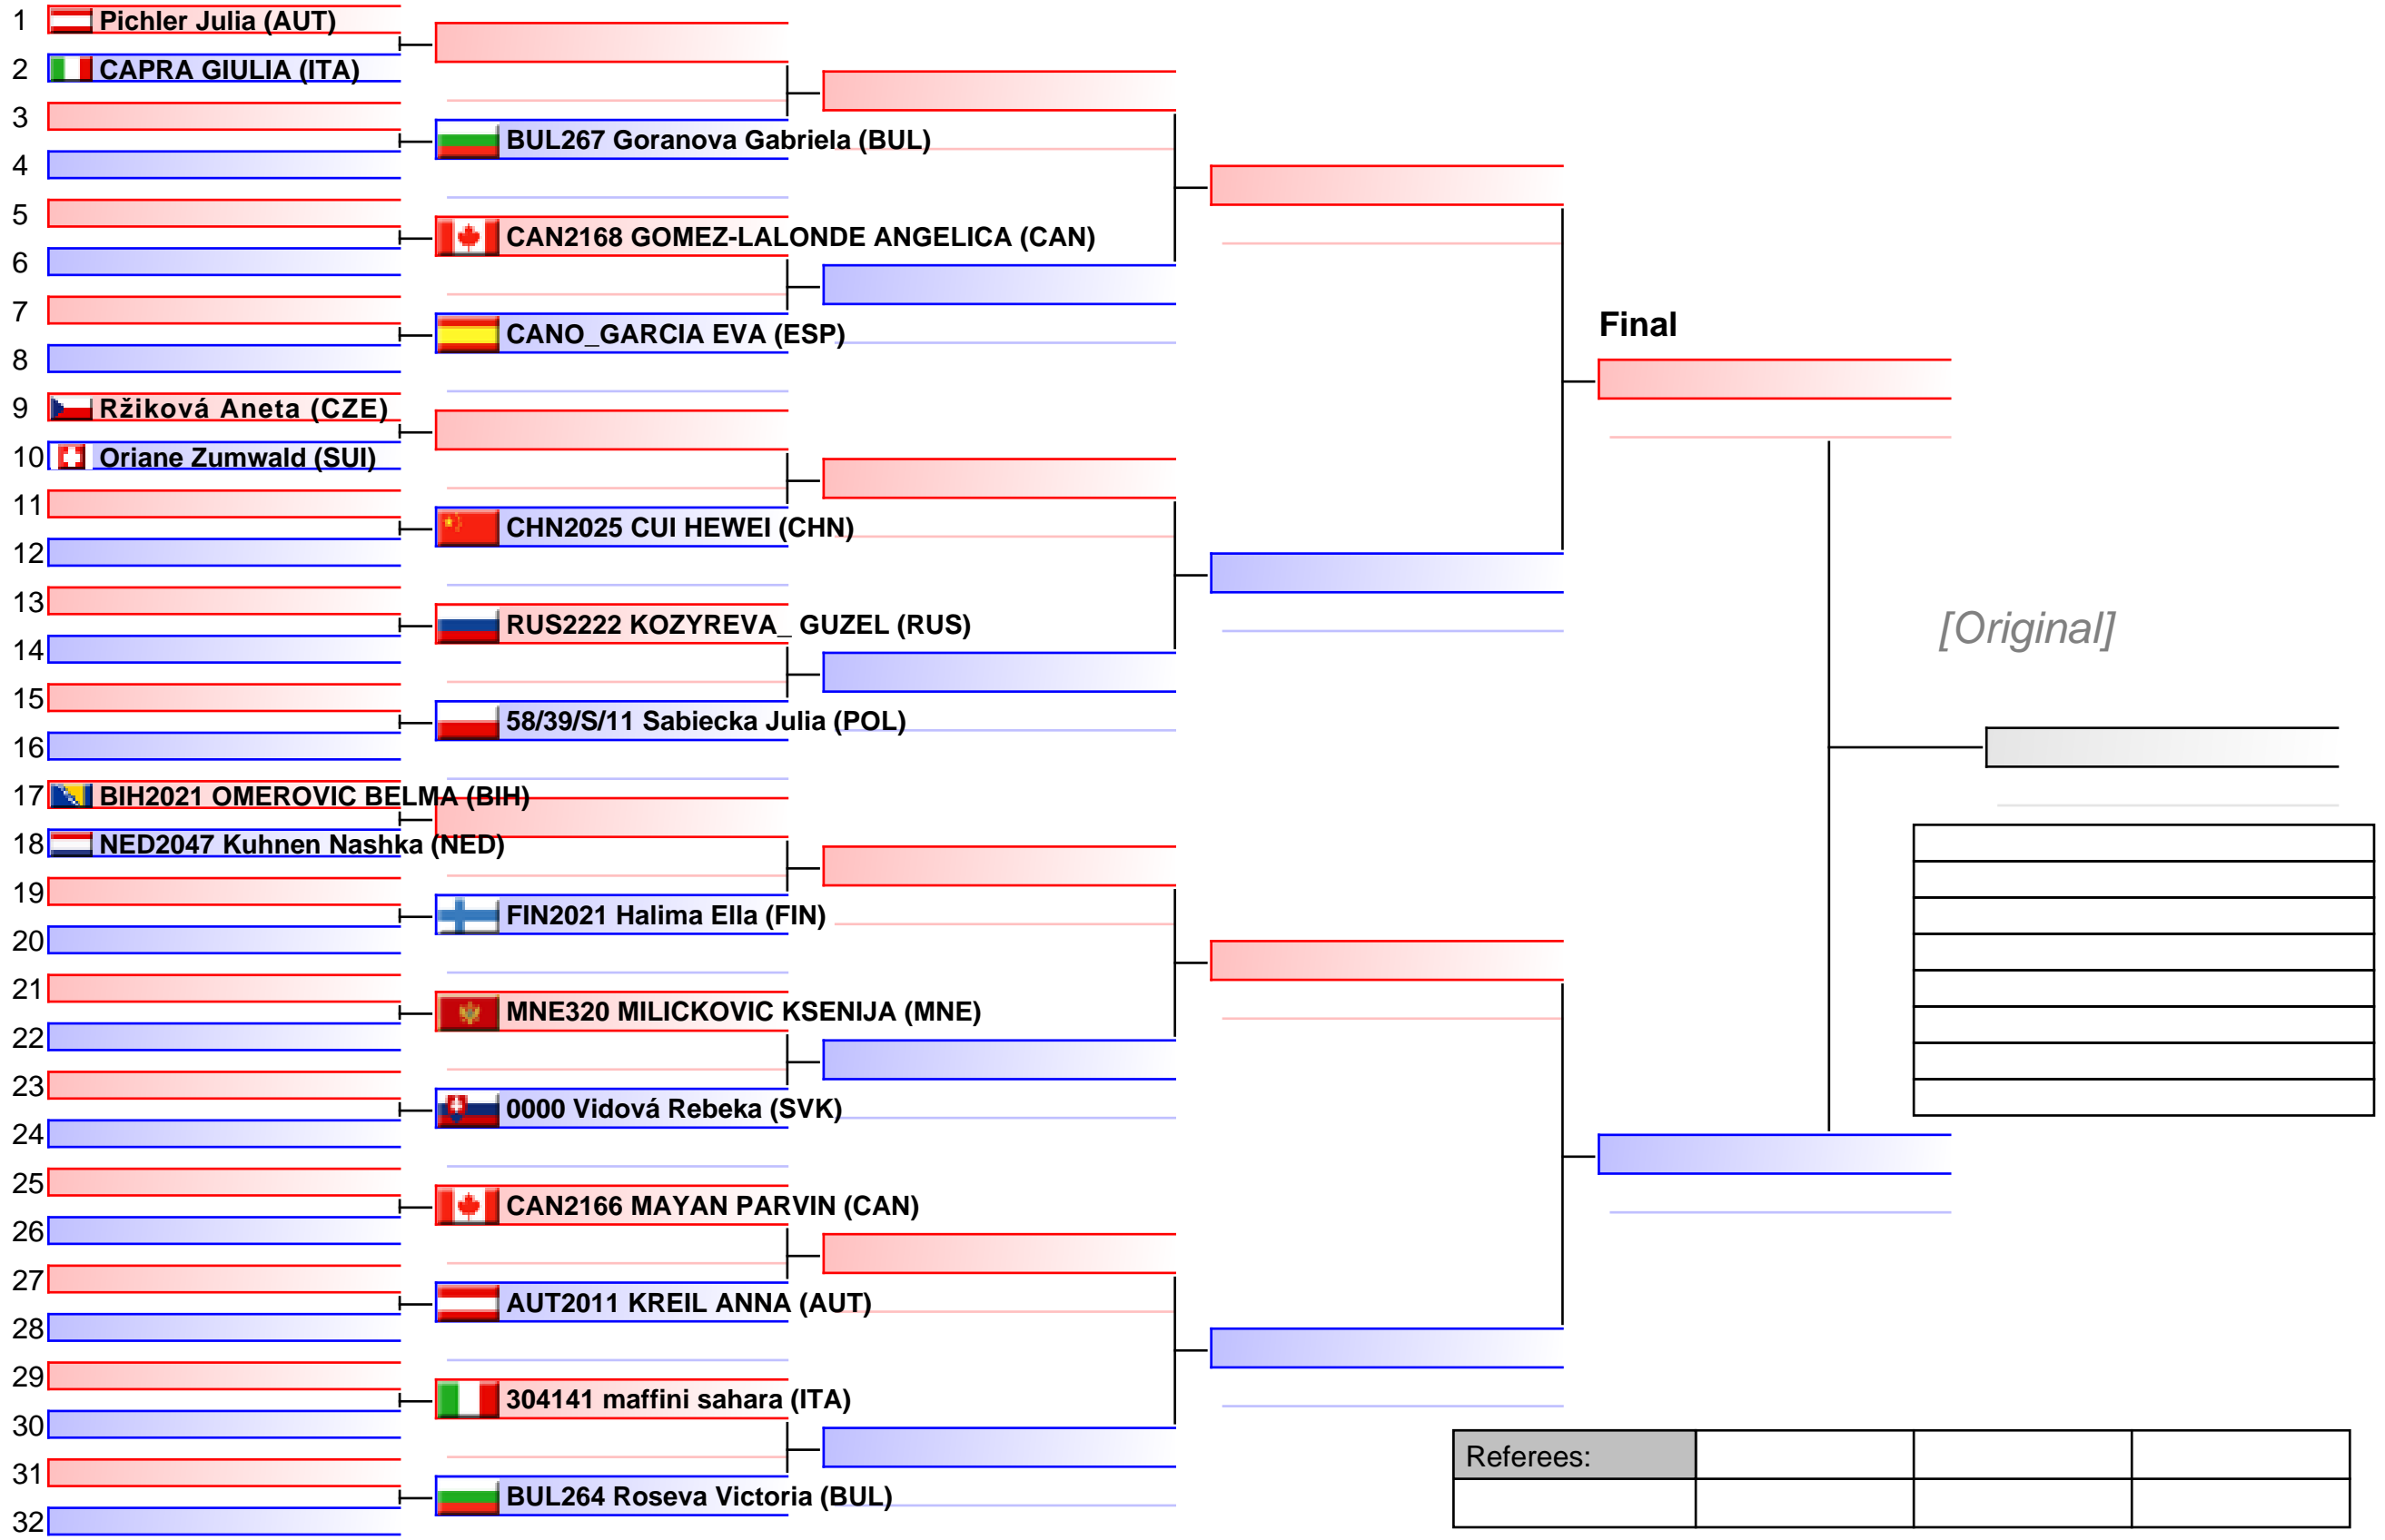 1 Pichler Julia (AUT)
2 CAPRA GIULIA (ITA)
3
BUL267 Goranova Gabriela (BUL)
4
5
CAN2168 GOMEZ-LALONDE ANGELICA (CAN)
6
7
Final
CANO_GARCIA EVA (ESP)
8
9 Ržiková Aneta (CZE)
10 Oriane Zumwald (SUI)
11
CHN2025 CUI HEWEI (CHN)
12
13
RUS2222 KOZYREVA_ GUZEL (RUS)
[Original]
14
15
58/39/S/11 Sabiecka Julia (POL)
16
17 BIH2021 OMEROVIC BELMA (BIH)
18 NED2047 Kuhnen Nashka (NED)
19
FIN2021 Halima Ella (FIN)
20
21
MNE320 MILICKOVIC KSENIJA (MNE)
22
23
0000 Vidová Rebeka (SVK)
24
25
CAN2166 MAYAN PARVIN (CAN)
26
27
AUT2011 KREIL ANNA (AUT)
28
29
304141 maffini sahara (ITA)
30
Referees:
31
BUL264 Roseva Victoria (BUL)
32